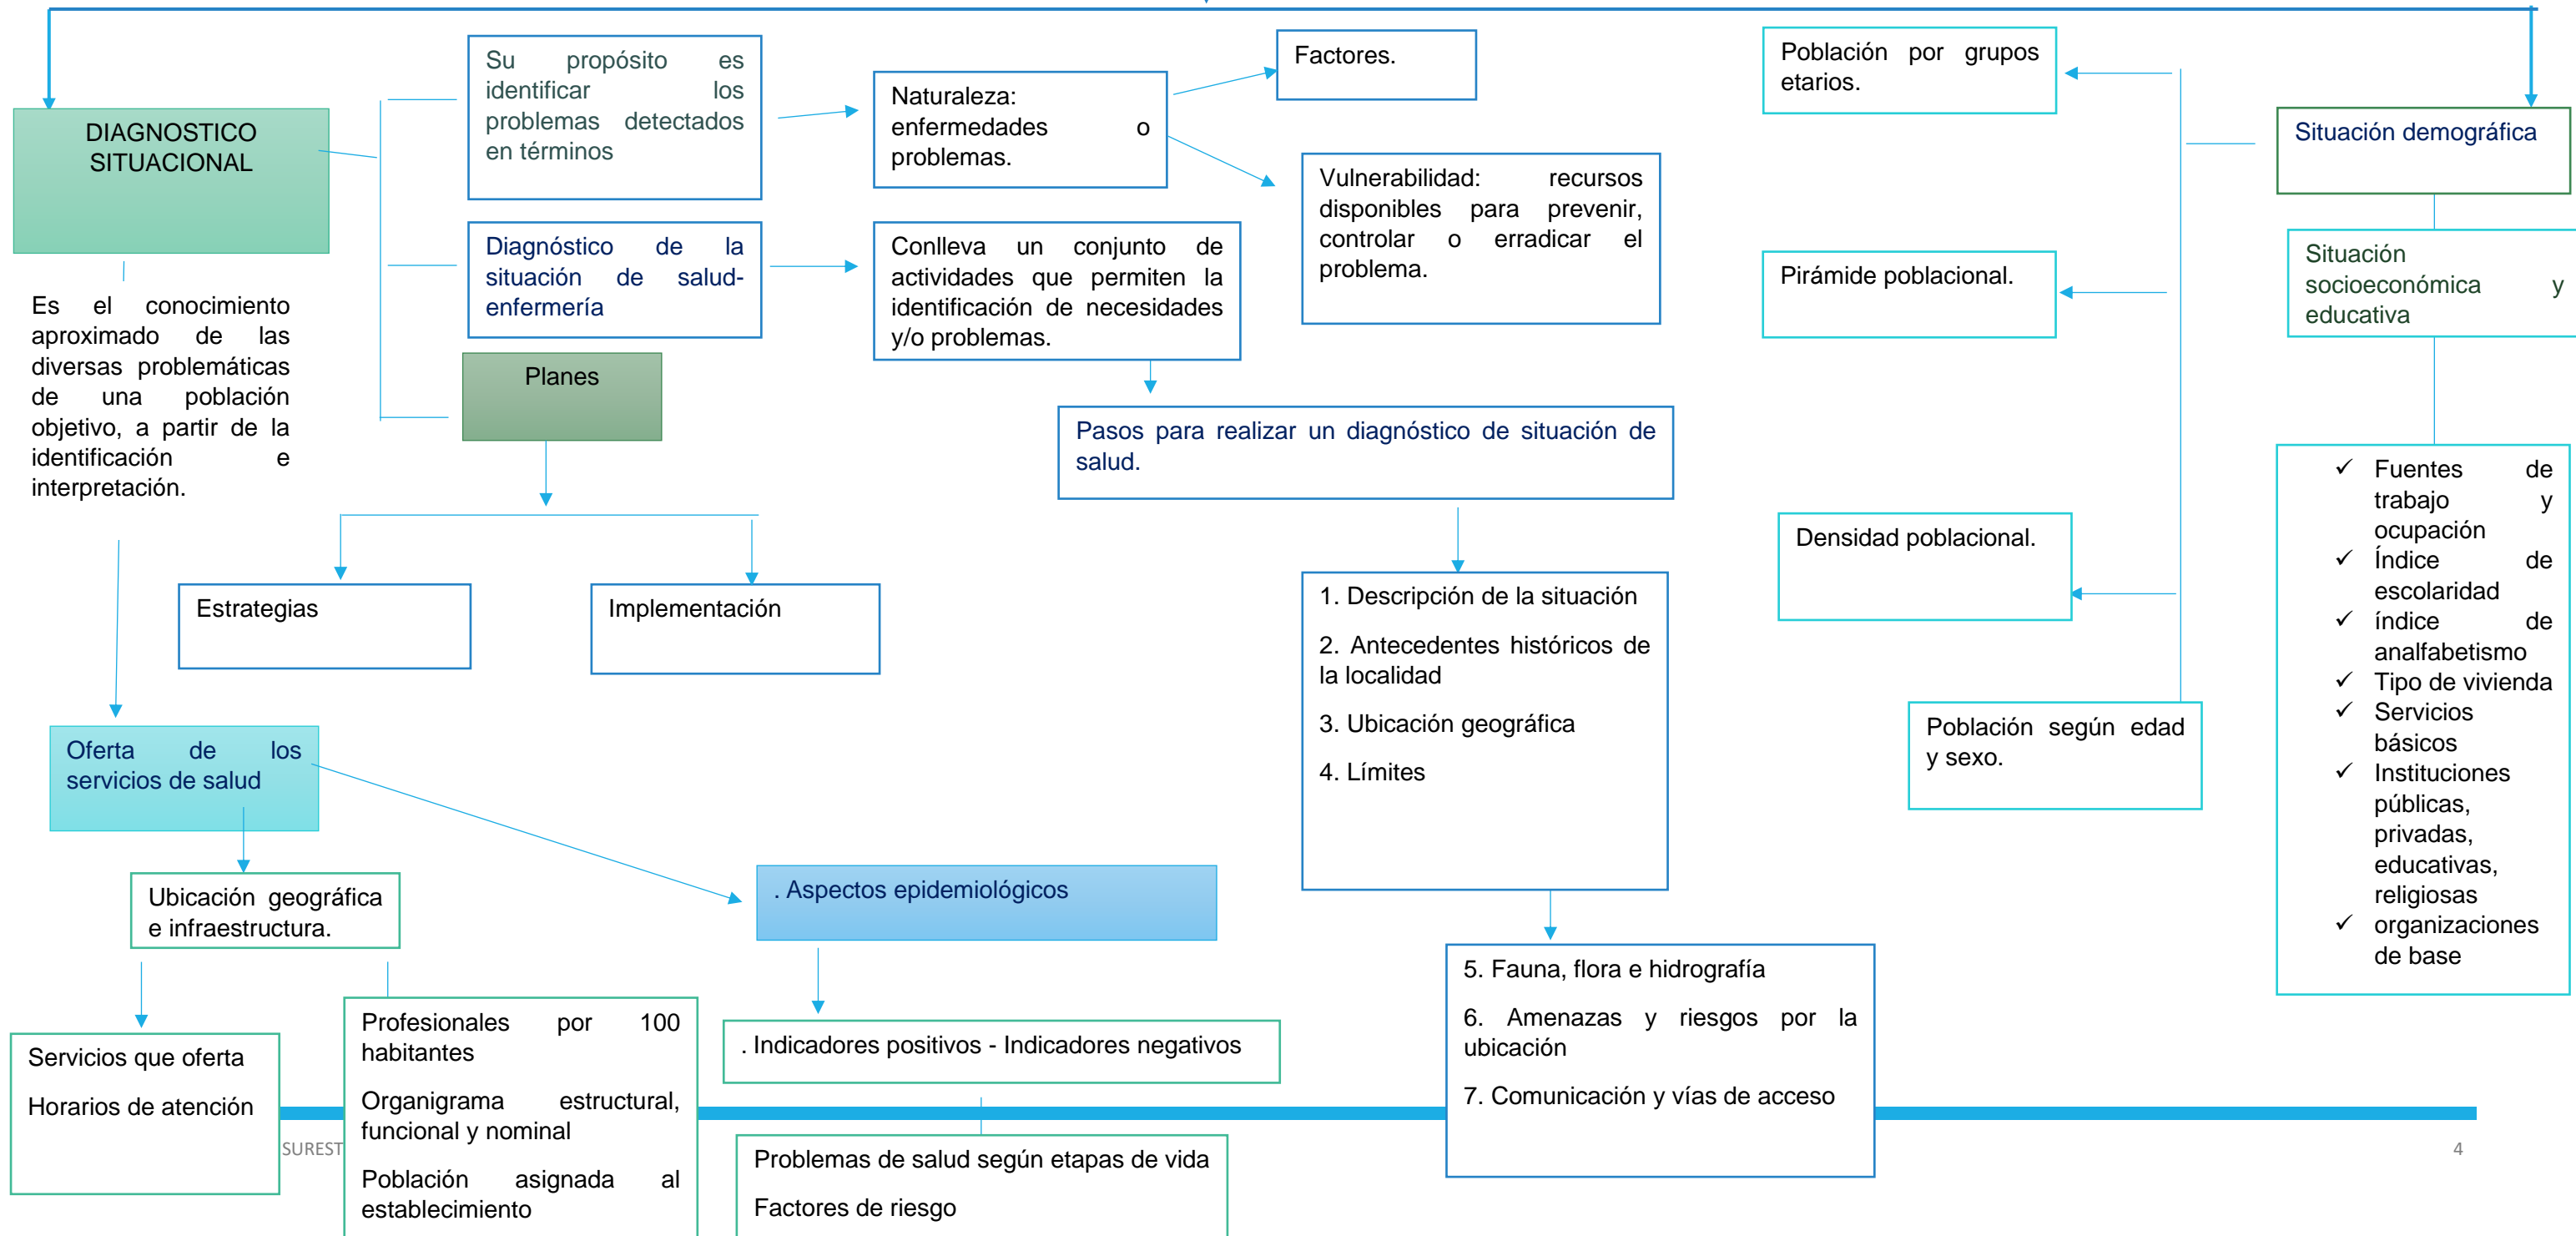 DIAGNOSTICO
SITUACIONAL
Es el conocimiento
aproximado de las
diversas problemáticas
de una población
objetivo, a partir de la
identificación e
interpretación.
Su propósito es
identificar los
problemas detectados
en términos
Naturaleza:
enfermedades o
problemas.
Factores.
Vulnerabilidad: recursos
disponibles para prevenir,
controlar o erradicar el
problema.
Diagnóstico de la
situación de salud-
enfermería
Conlleva un conjunto de
actividades que permiten la
identificación de necesidades
y/o problemas.
Planes
Estrategias
Implementación
Pasos para realizar un diagnóstico de situación de
salud.
1. Descripción de la situación
2. Antecedentes históricos de
la localidad
3. Ubicación geográfica
4. Límites
5. Fauna, flora e hidrografía
6. Amenazas y riesgos por la
ubicación
7. Comunicación y vías de acceso
Situación demográfica
Población por grupos
etarios.
Pirámide poblacional.
Densidad poblacional.
Población según edad
y sexo.
Situación
socioeconómica y
educativa
✓ Fuentes de
trabajo y
ocupación
✓ Índice de
escolaridad
✓ índice de
analfabetismo
✓ Tipo de vivienda
✓ Servicios
básicos
✓ Instituciones
públicas,
privadas,
educativas,
religiosas
✓ organizaciones
de base
Oferta de los
servicios de salud
Ubicación geográfica
e infraestructura.
Servicios que oferta
Horarios de atención
Profesionales por 100
habitantes
Organigrama estructural,
funcional y nominal
Población asignada al
establecimiento
. Aspectos epidemiológicos
. Indicadores positivos - Indicadores negativos
Problemas de salud según etapas de vida
Factores de riesgo
SUREST
4